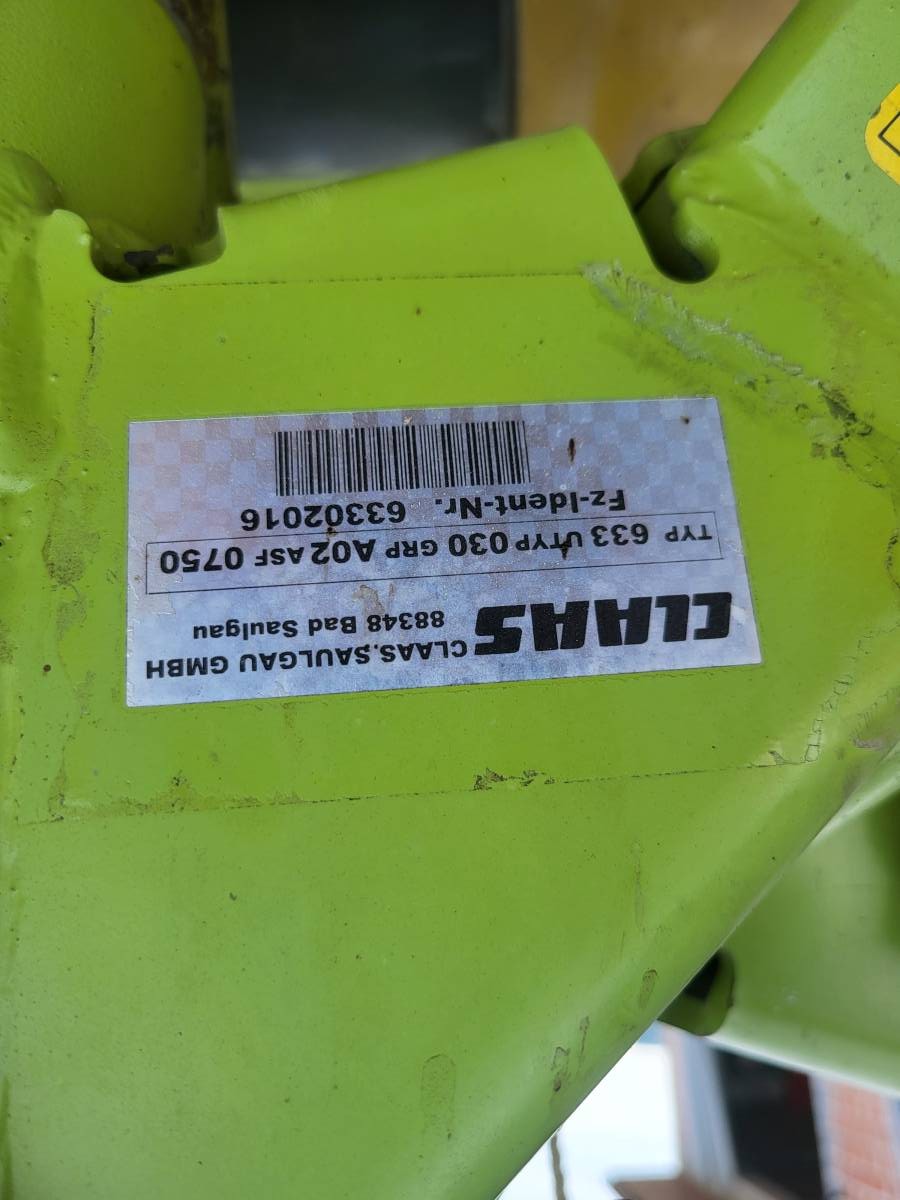 CLAAS
CLAAS.SAULGAU GMBH
88348 Bad Saulgau
TYP 633 UTYP 030 GRP A02 ASF 0750
Fz-Ident-Nr. 63302016